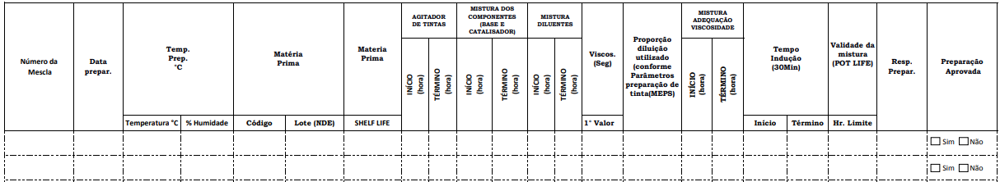 Número da
Mescla
Data
prepar.
Temp.
Prep.
°C
Temperatura °C
% Humidade
Matéria
Prima
Código
Lote (NDE)
Materia
Prima
SHELF LIFE
AGITADOR
DE TINTAS
INÍCIO
(hora)
TÉRMINO
(hora)
MISTURA DOS
COMPONENTES
(BASE E
CATALISADOR)
INÍCIO
(hora)
TÉRMINO
(hora)
MISTURA
DILUENTES
INÍCIO
(hora)
TÉRMINO
(hora)
Viscos.
(Seg)
1° Valor
Proporção
diluição
utilizado
(conforme
Parâmetros
preparação de
tinta(MEPS)
MISTURA
ADEQUAÇÃO
VISCOSIDADE
INÍCIO
(hora)
TÉRMINO
(hora)
Tempo
Indução
(30Min)
Início
Término
Validade da
mistura
(POT LIFE)
Hr. Limite
Resp.
Prepar.
Preparação
Aprovada
Sim Não
Sim Não